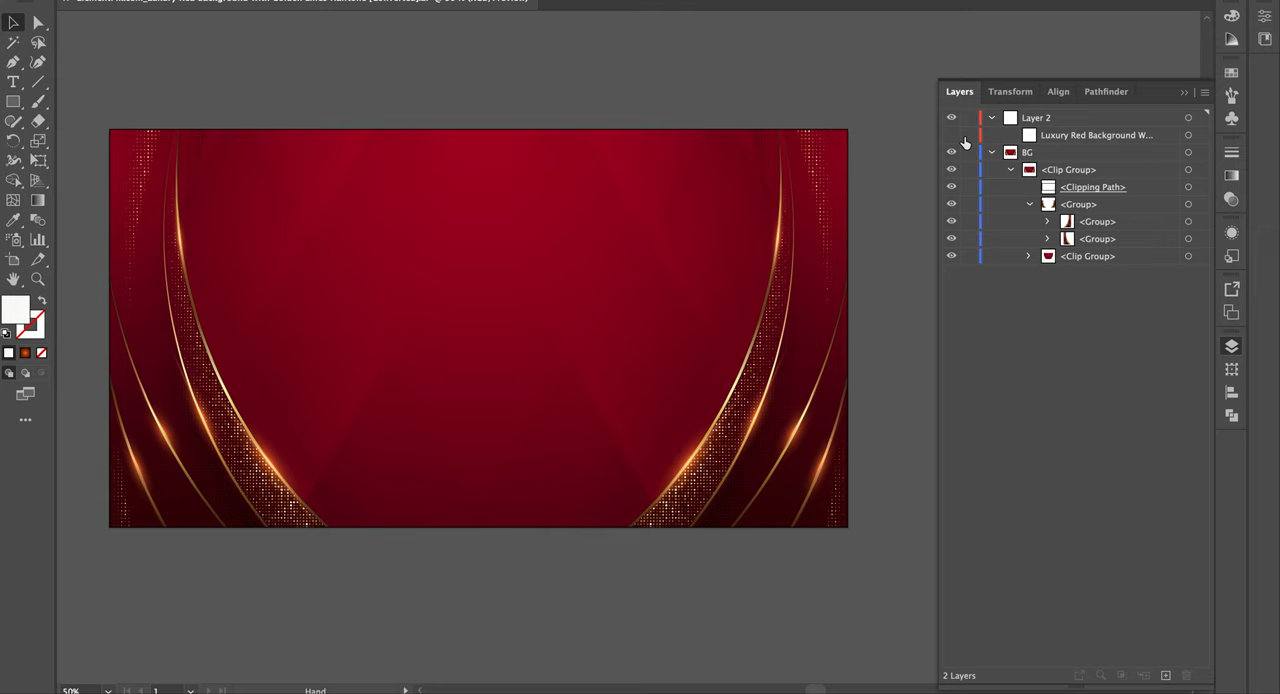 Layers Transform Align Pathfinder
Layer 2
Luxury Red Background W...
BG
<Clip Group>
<Clipping Path>
<Group>
<Group>
<Group>
<Clip Group>
2 Layers
50%
1
Hand